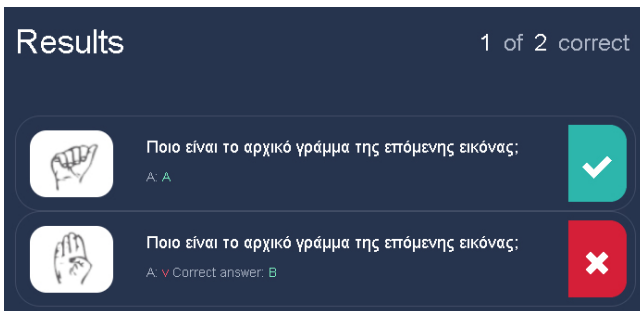 Results
1 of 2 correct
Ποιο είναι το αρχικό γράμμα της επόμενης εικόνας;
A: A
Ποιο είναι το αρχικό γράμμα της επόμενης εικόνας;
A: v Correct answer: B